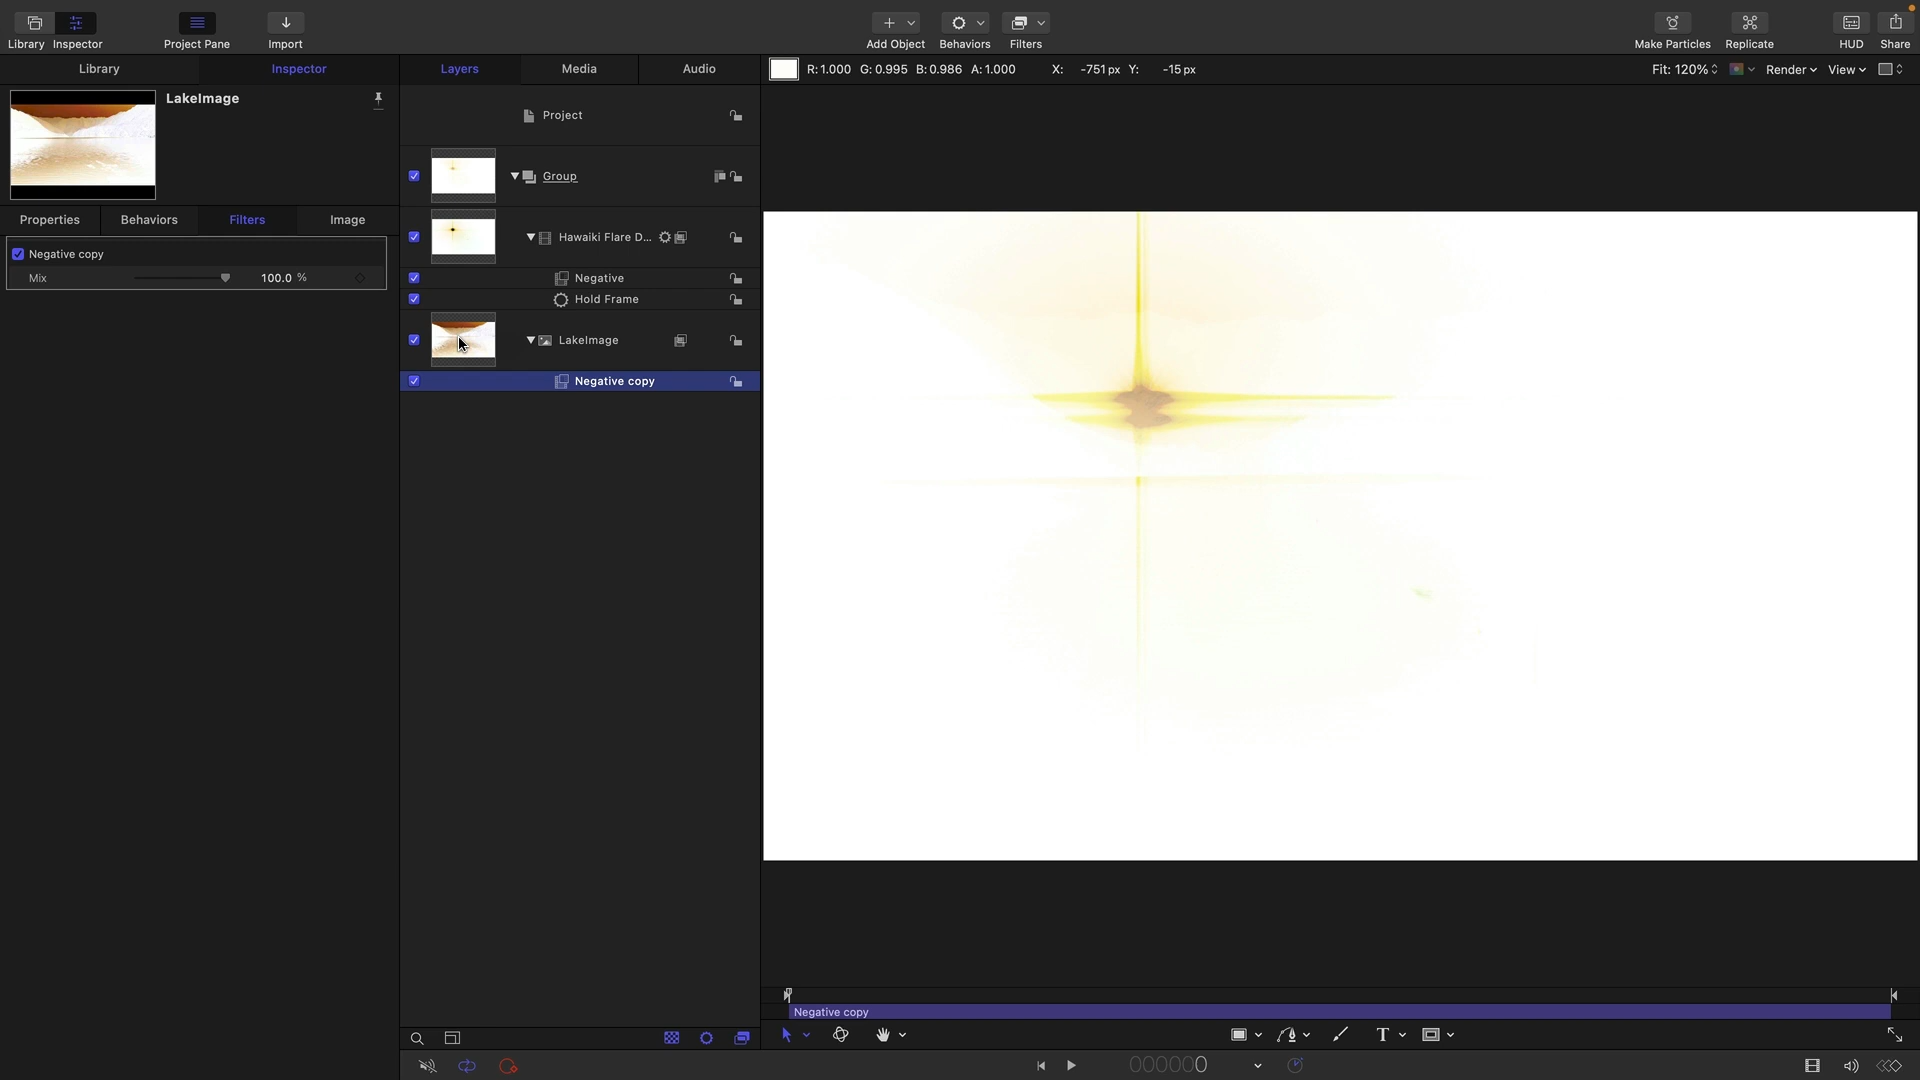 Library Inspector Project Pane Import Add Object Behaviors Filters Make Particles Replicate HUD Share
Library Inspector Layers Media Audio R:1.000 G:0.995 B:0.986 A:1.000 X: -751 px Y: -15 px Fit: 120% Render View
LakeImage
Project
Group
Properties Behaviors Filters Image
Hawaiki Flare D...
Negative copy
Mix 100.0 %
Negative
Hold Frame
LakeImage
Negative copy
Negative copy
T
000000